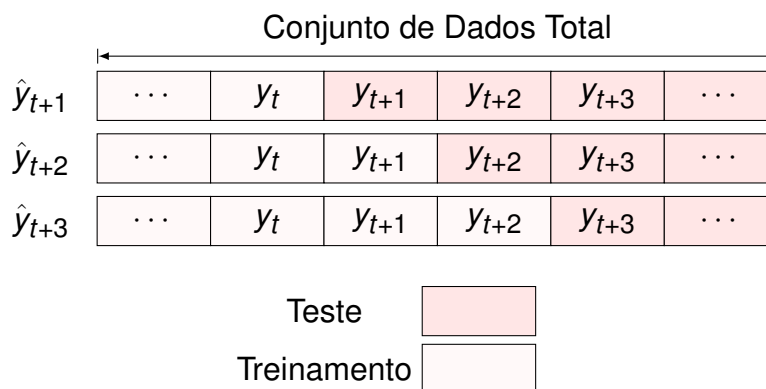 Conjunto de Dados Total
ŷₜ₊₁ ··· yₜ yₜ₊₁ yₜ₊₂ yₜ₊₃ ···
ŷₜ₊₂ ··· yₜ yₜ₊₁ yₜ₊₂ yₜ₊₃ ···
ŷₜ₊₃ ··· yₜ yₜ₊₁ yₜ₊₂ yₜ₊₃ ···
Teste
Treinamento